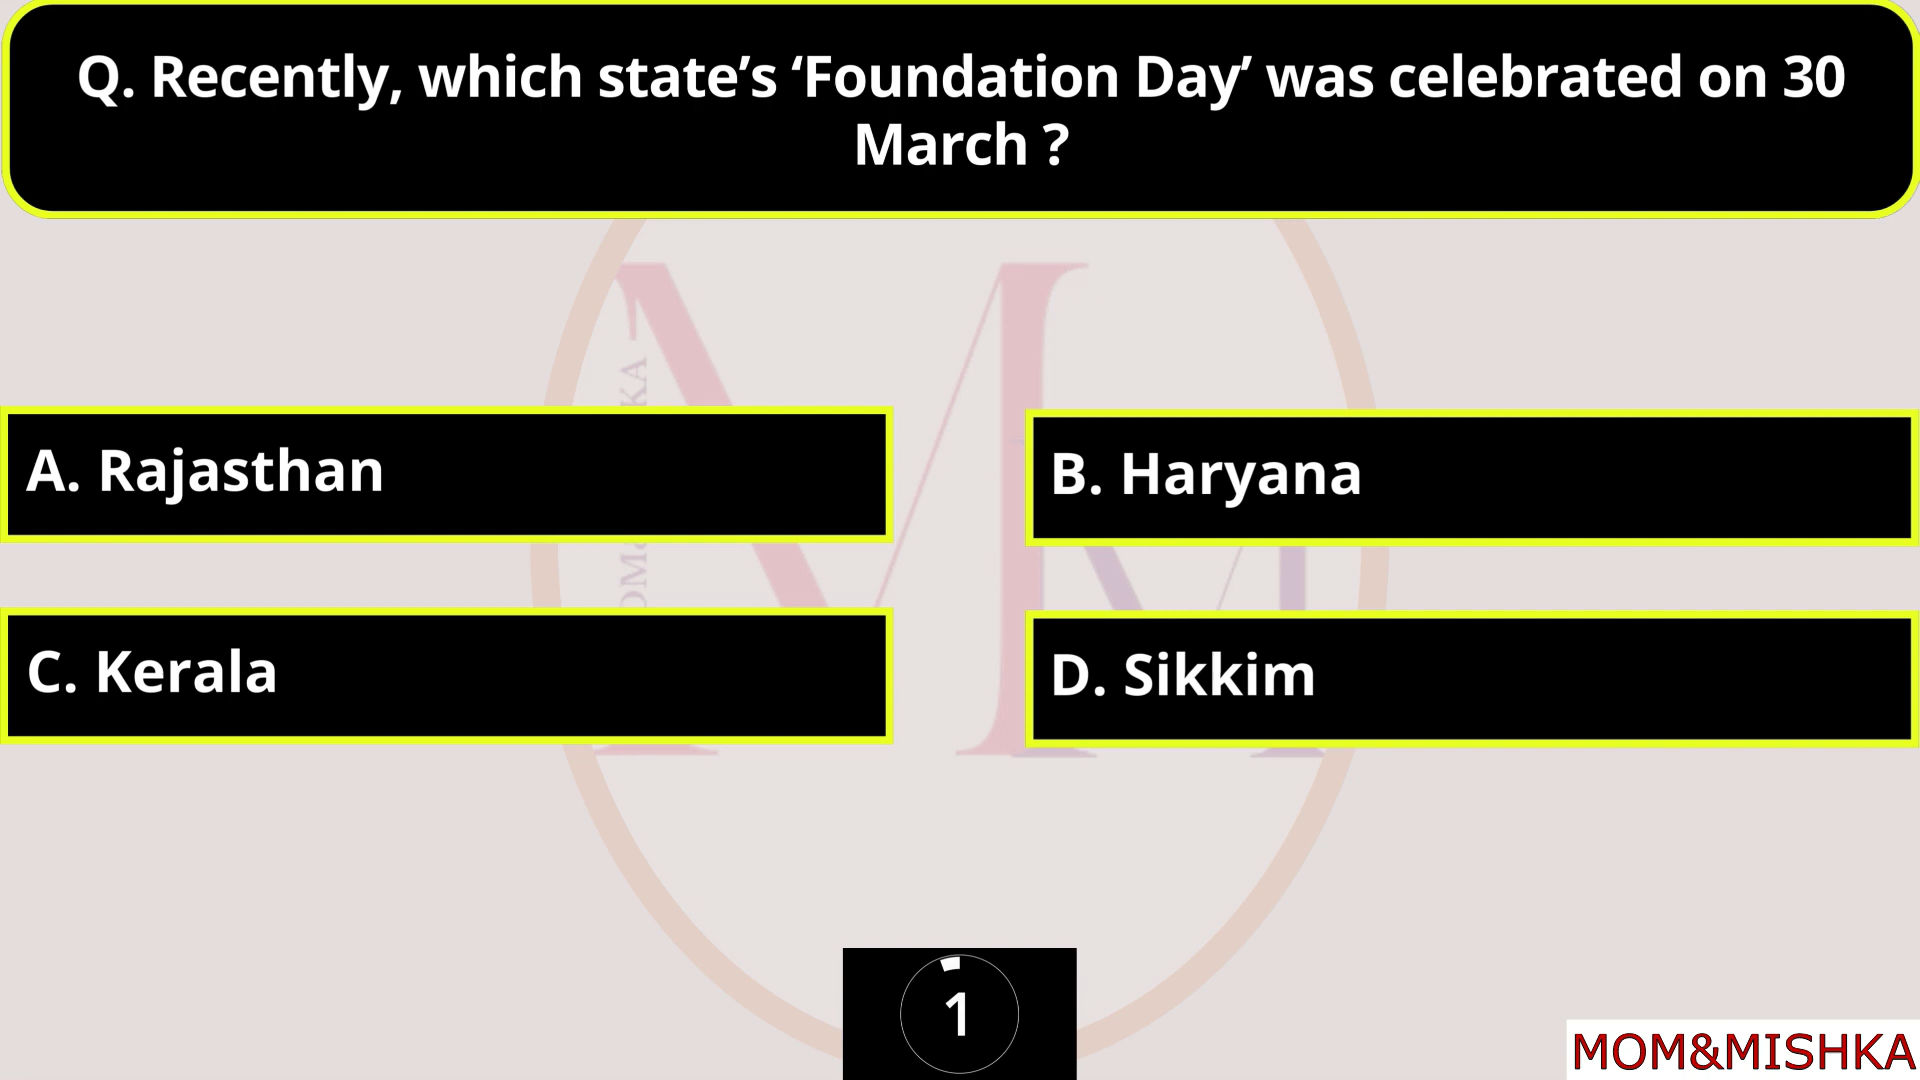 Q. Recently, which state’s ‘Foundation Day’ was celebrated on 30
March ?
A. Rajasthan
B. Haryana
C. Kerala
D. Sikkim
1
MOM&MISHKA